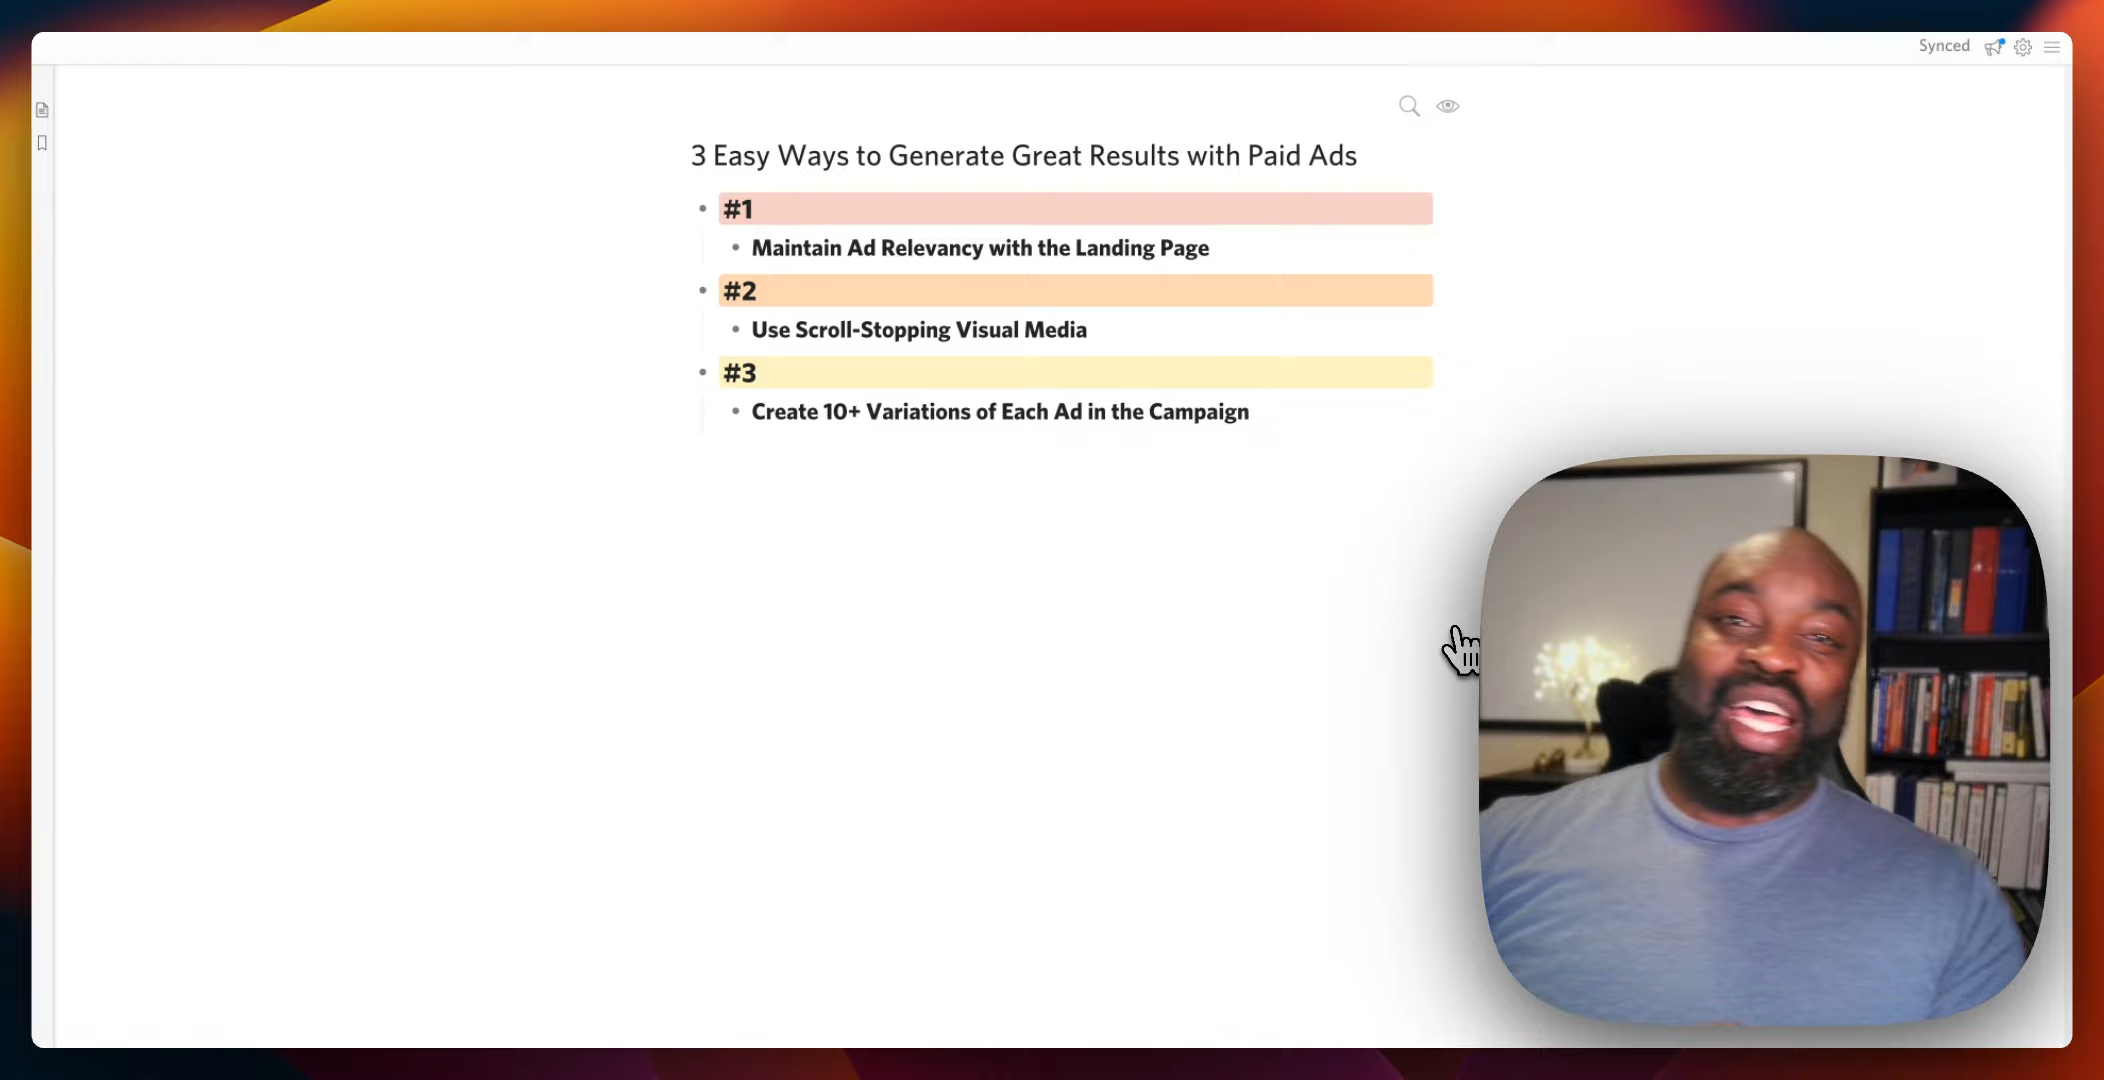 Synced
3 Easy Ways to Generate Great Results with Paid Ads
#1
Maintain Ad Relevancy with the Landing Page
#2
Use Scroll-Stopping Visual Media
#3
Create 10+ Variations of Each Ad in the Campaign